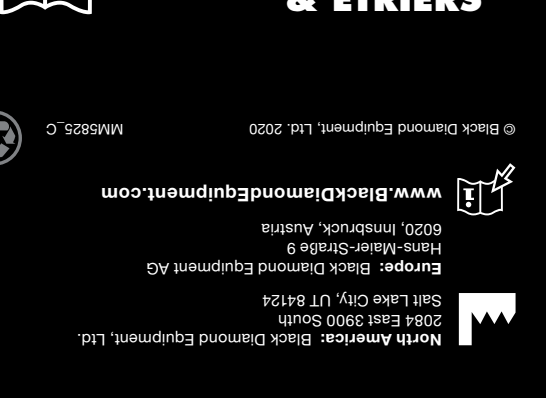 & ÉTRIERS
North America: Black Diamond Equipment, Ltd.
2084 East 3900 South
Salt Lake City, UT 84124
Europe: Black Diamond Equipment AG
Hans-Maier-Straße 9
6020, Innsbruck, Austria
www.BlackDiamondEquipment.com
© Black Diamond Equipment, Ltd. 2020
MM5825_C